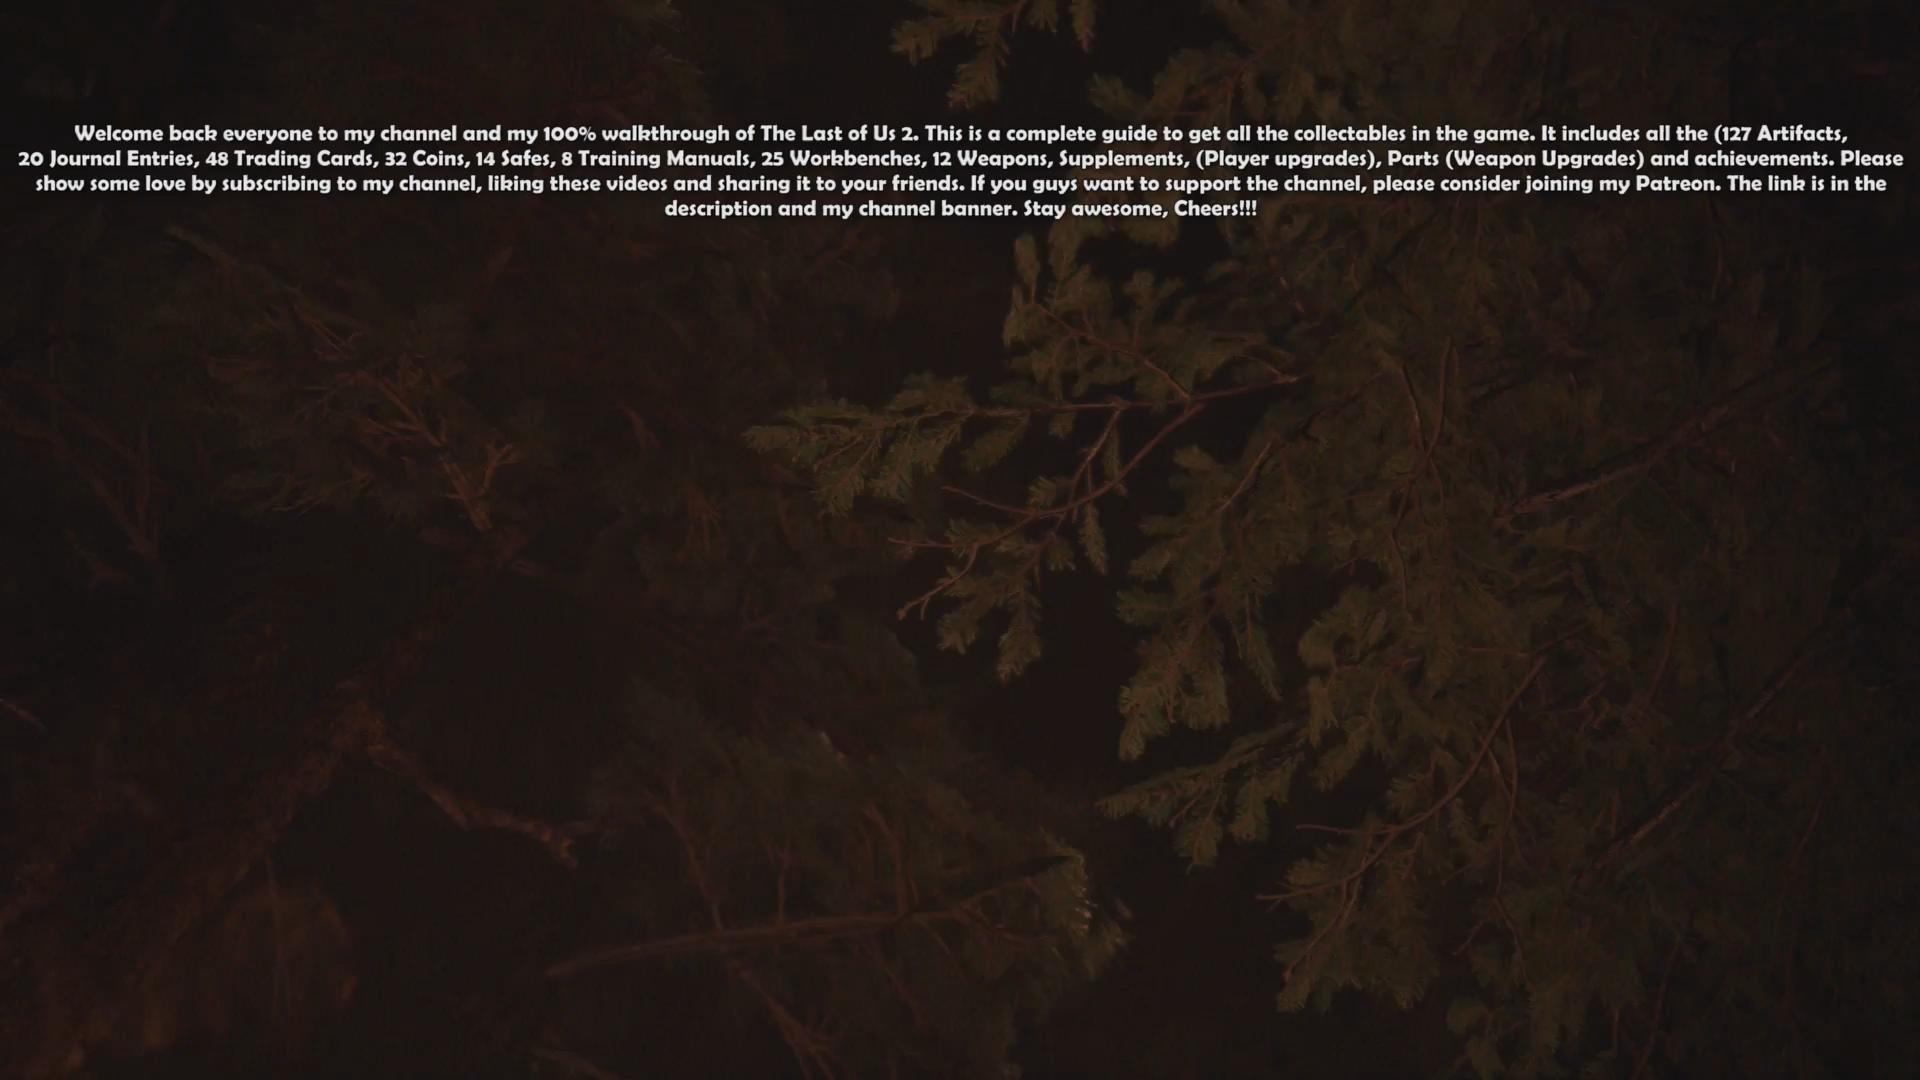 Welcome back everyone to my channel and my 100% walkthrough of The Last of Us 2. This is a complete guide to get all the collectables in the game. It includes all the (127 Artifacts,
20 Journal Entries, 48 Trading Cards, 32 Coins, 14 Safes, 8 Training Manuals, 25 Workbenches, 12 Weapons, Supplements, (Player upgrades), Parts (Weapon Upgrades) and achievements. Please
show some love by subscribing to my channel, liking these videos and sharing it to your friends. If you guys want to support the channel, please consider joining my Patreon. The link is in the
description and my channel banner. Stay awesome, Cheers!!!